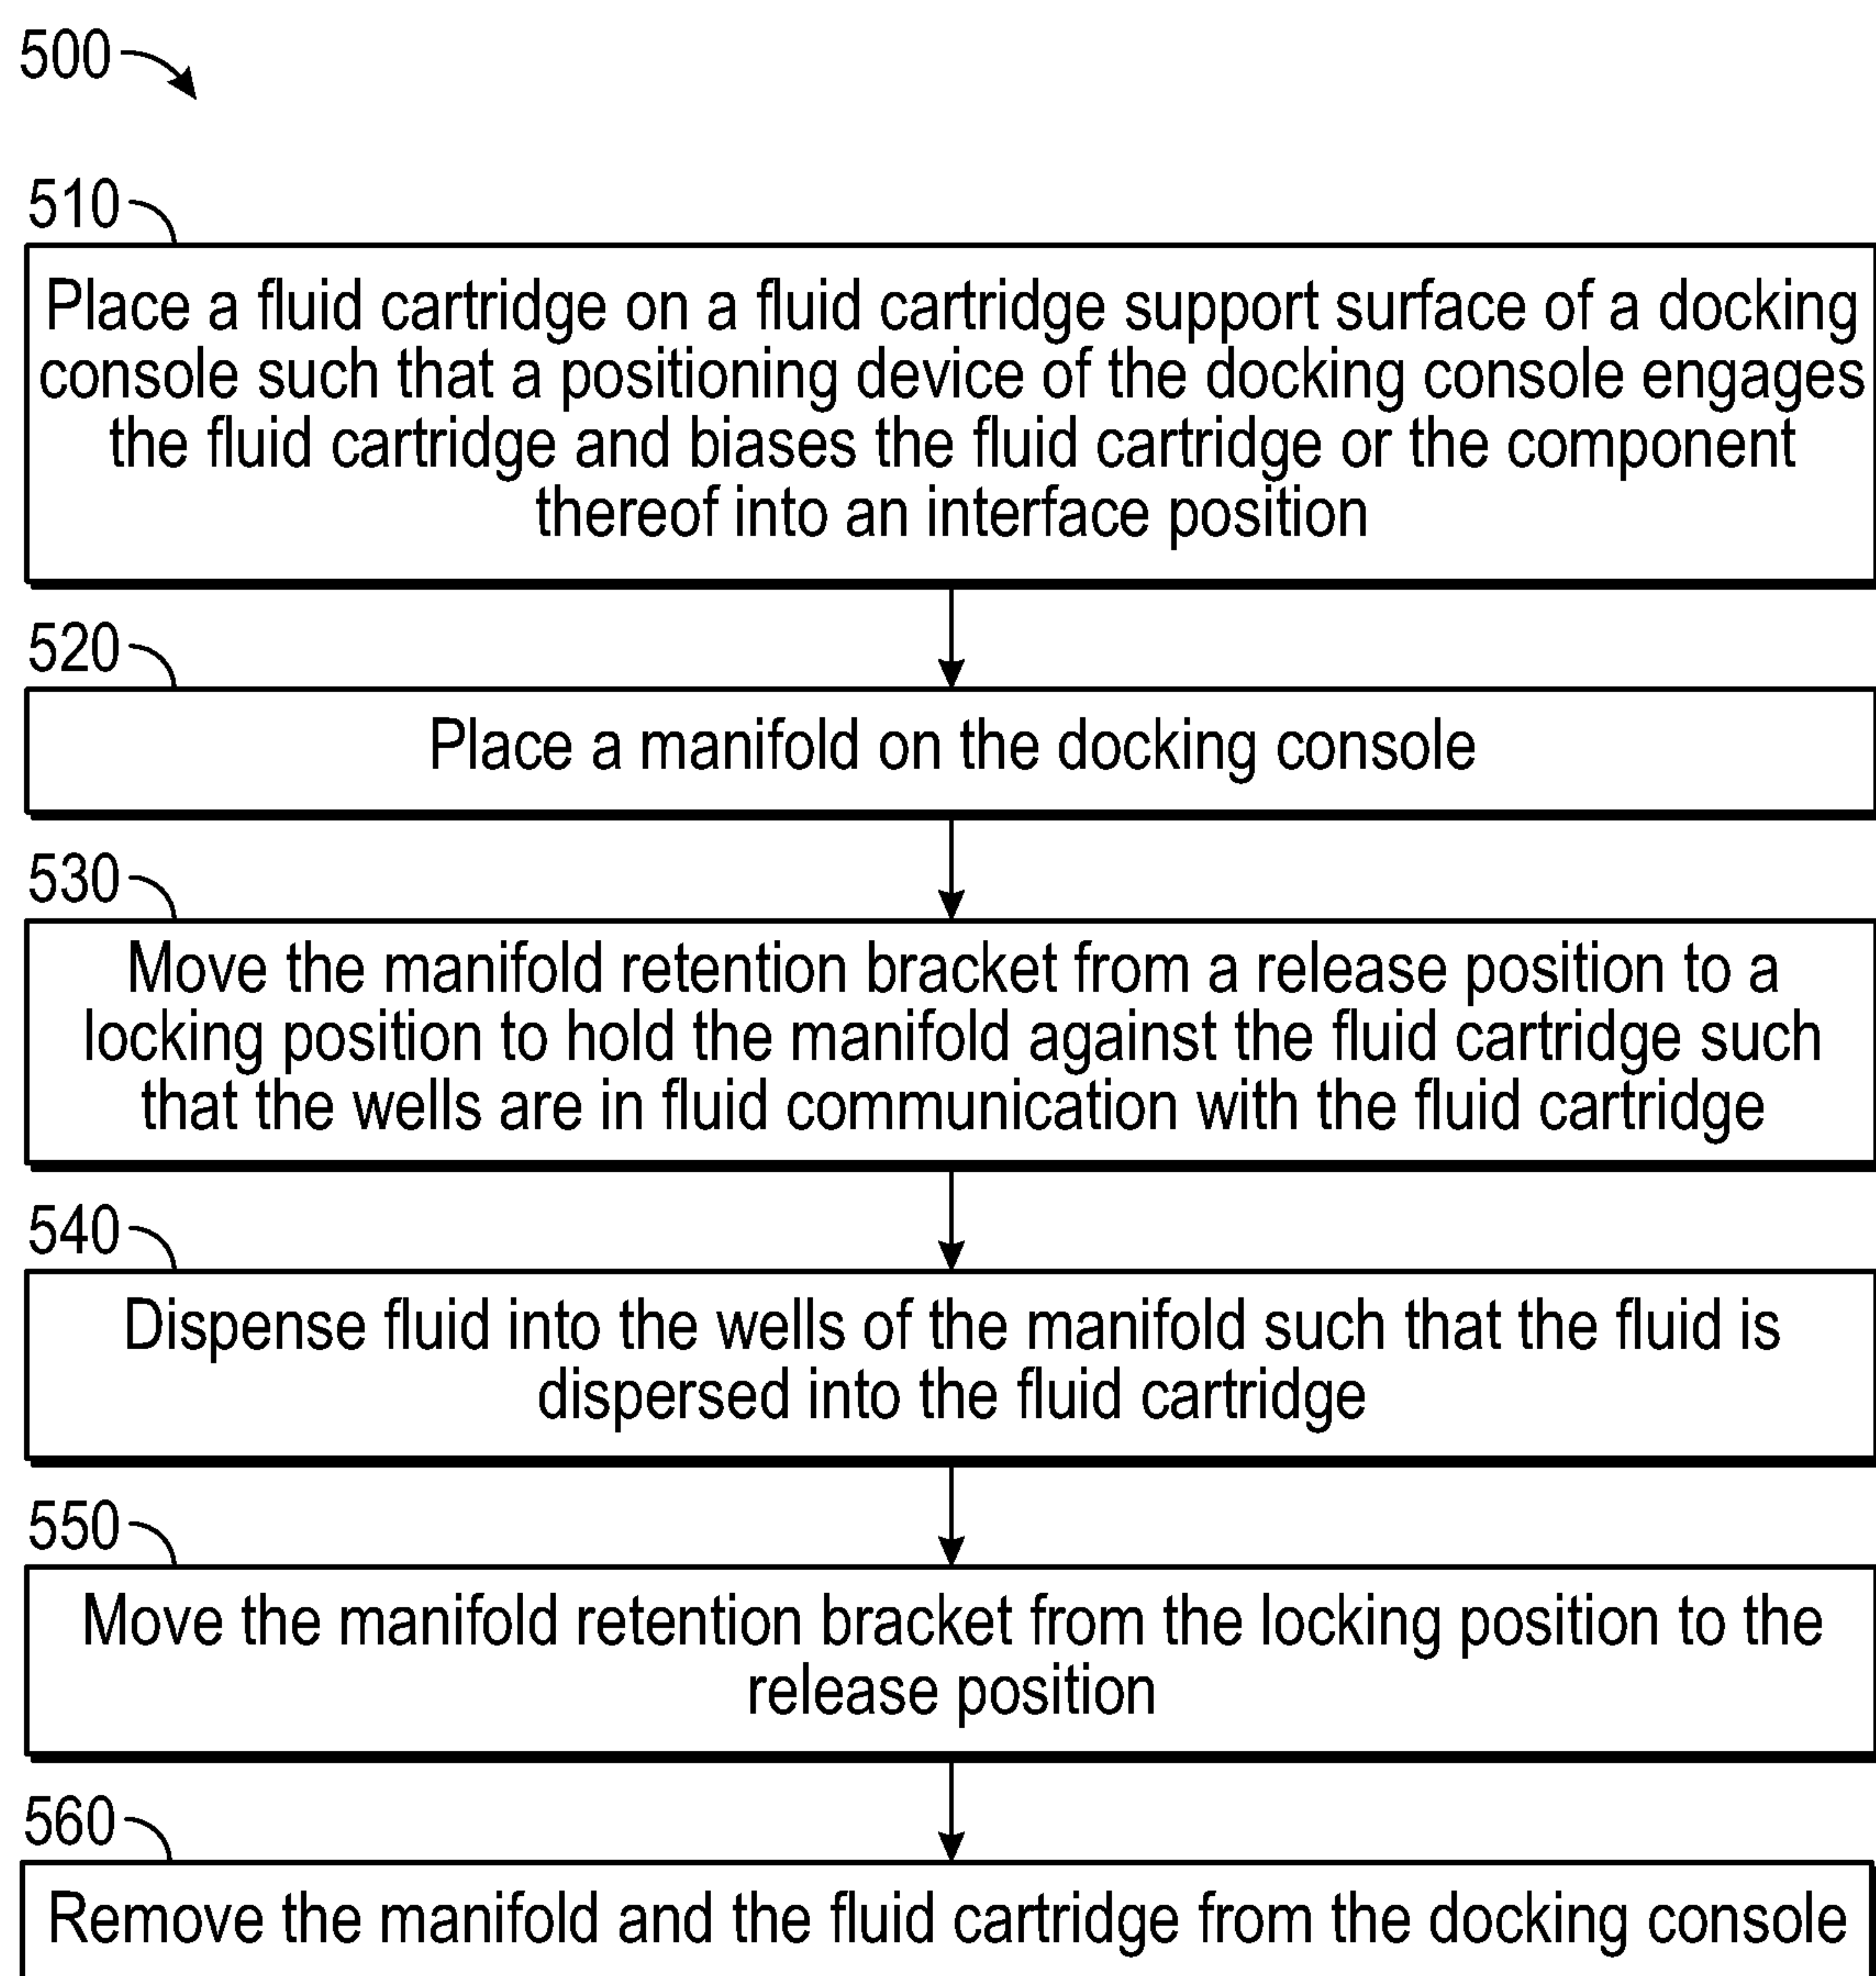 500
510
Place a fluid cartridge on a fluid cartridge support surface of a docking
console such that a positioning device of the docking console engages
the fluid cartridge and biases the fluid cartridge or the component
thereof into an interface position
520
Place a manifold on the docking console
530
Move the manifold retention bracket from a release position to a
locking position to hold the manifold against the fluid cartridge such
that the wells are in fluid communication with the fluid cartridge
540
Dispense fluid into the wells of the manifold such that the fluid is
dispersed into the fluid cartridge
550
Move the manifold retention bracket from the locking position to the
release position
560
Remove the manifold and the fluid cartridge from the docking console